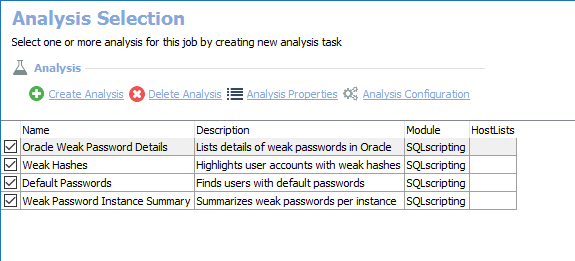 Analysis Selection
Select one or more analysis for this job by creating new analysis task
Analysis
Create Analysis Delete Analysis Analysis Properties Analysis Configuration
Name Description Module HostLists
Oracle Weak Password Details Lists details of weak passwords in Oracle SQLscripting
Weak Hashes Highlights user accounts with weak hashes SQLscripting
Default Passwords Finds users with default passwords SQLscripting
Weak Password Instance Summary Summarizes weak passwords per instance SQLscripting